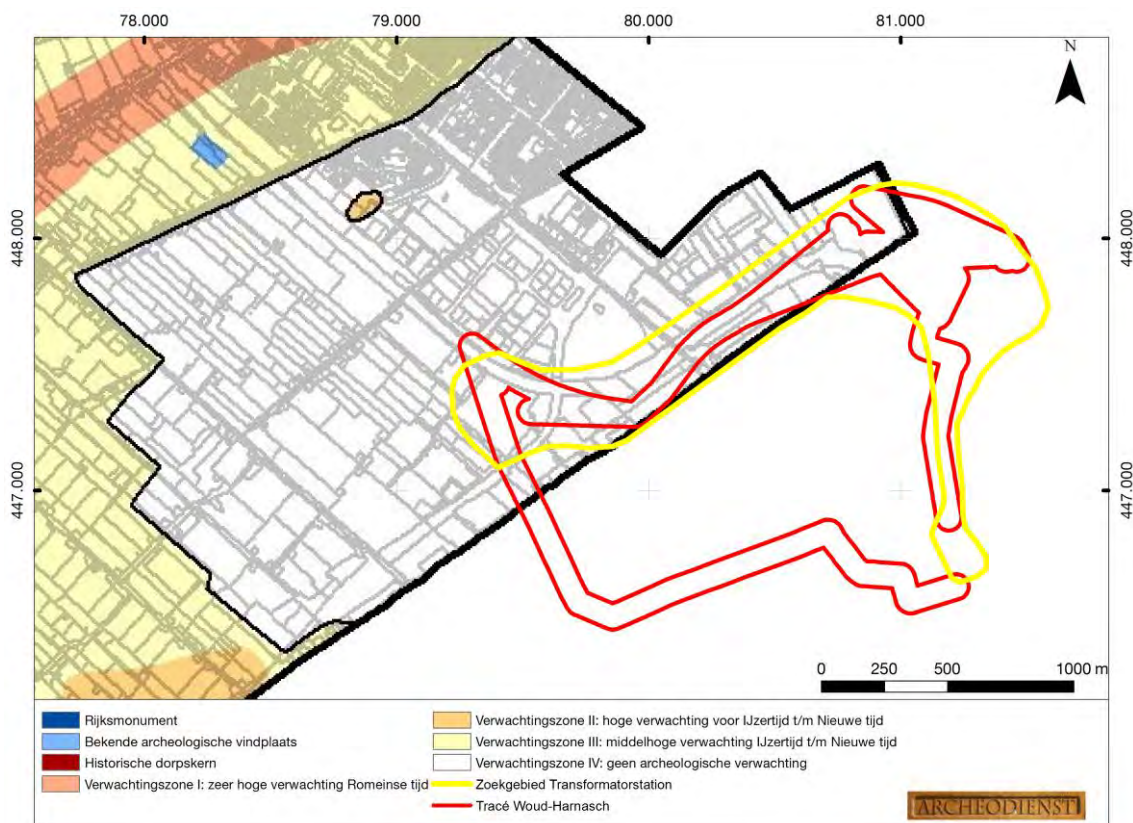 78.000 79.000 80.000 81.000
N
448.000 448.000
447.000 447.000
0 250 500 1000 m
Rijksmonument
Bekende archeologische vindplaats
Historische dorpskern
Verwachtingszone I: zeer hoge verwachting Romeinse tijd
Verwachtingszone II: hoge verwachting voor IJzertijd t/m Nieuwe tijd
Verwachtingszone III: middelhoge verwachting IJzertijd t/m Nieuwe tijd
Verwachtingszone IV: geen archeologische verwachting
Zoekgebied Transformatorstation
Tracé Woud-Harnasch
ARCHEODIENST